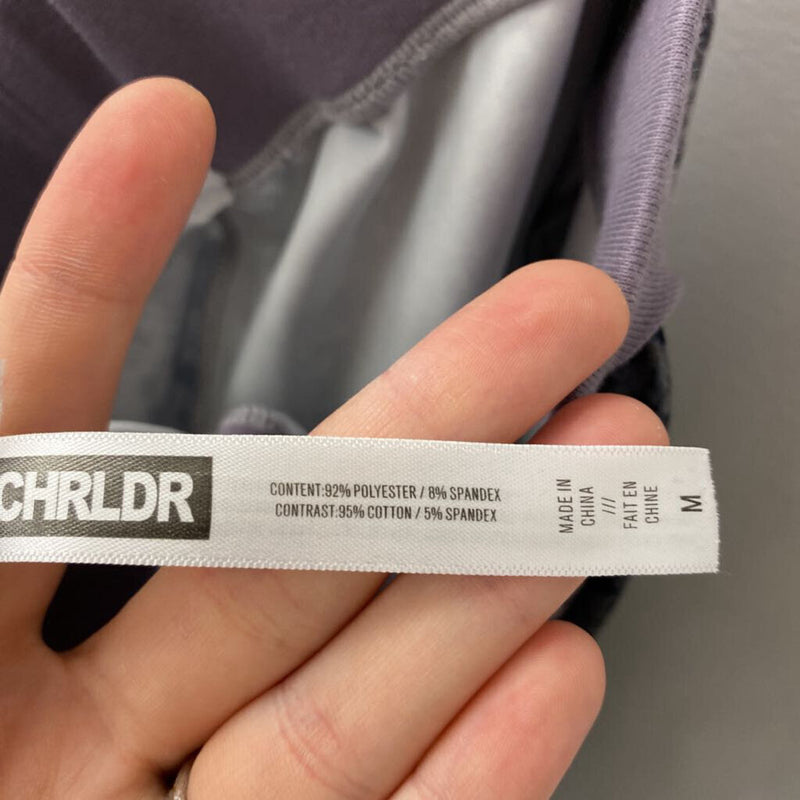 CHRLDR
CONTENT:92% POLYESTER / 8% SPANDEX
CONTRAST:95% COTTON / 5% SPANDEX
MADE IN
CHINA
///
FAIT EN
CHINE
M